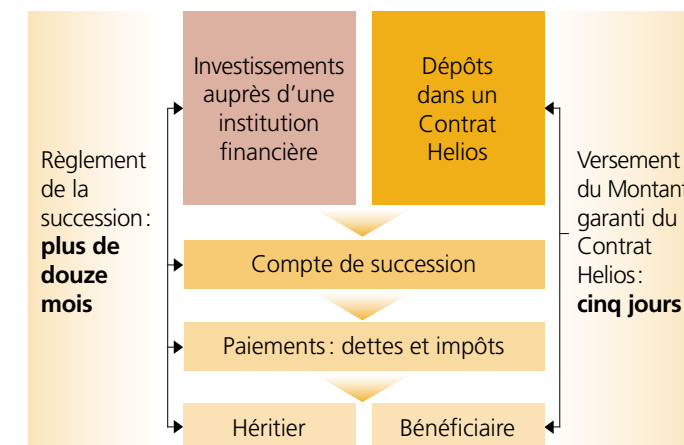 Investissements
auprès d’une
institution
financière
Dépôts
dans un
Contrat
Helios
Règlement
de la
succession :
plus de
douze
mois
Versement
du Montant
garanti du
Contrat
Helios :
cinq jours
Compte de succession
Paiements : dettes et impôts
Héritier
Bénéficiaire